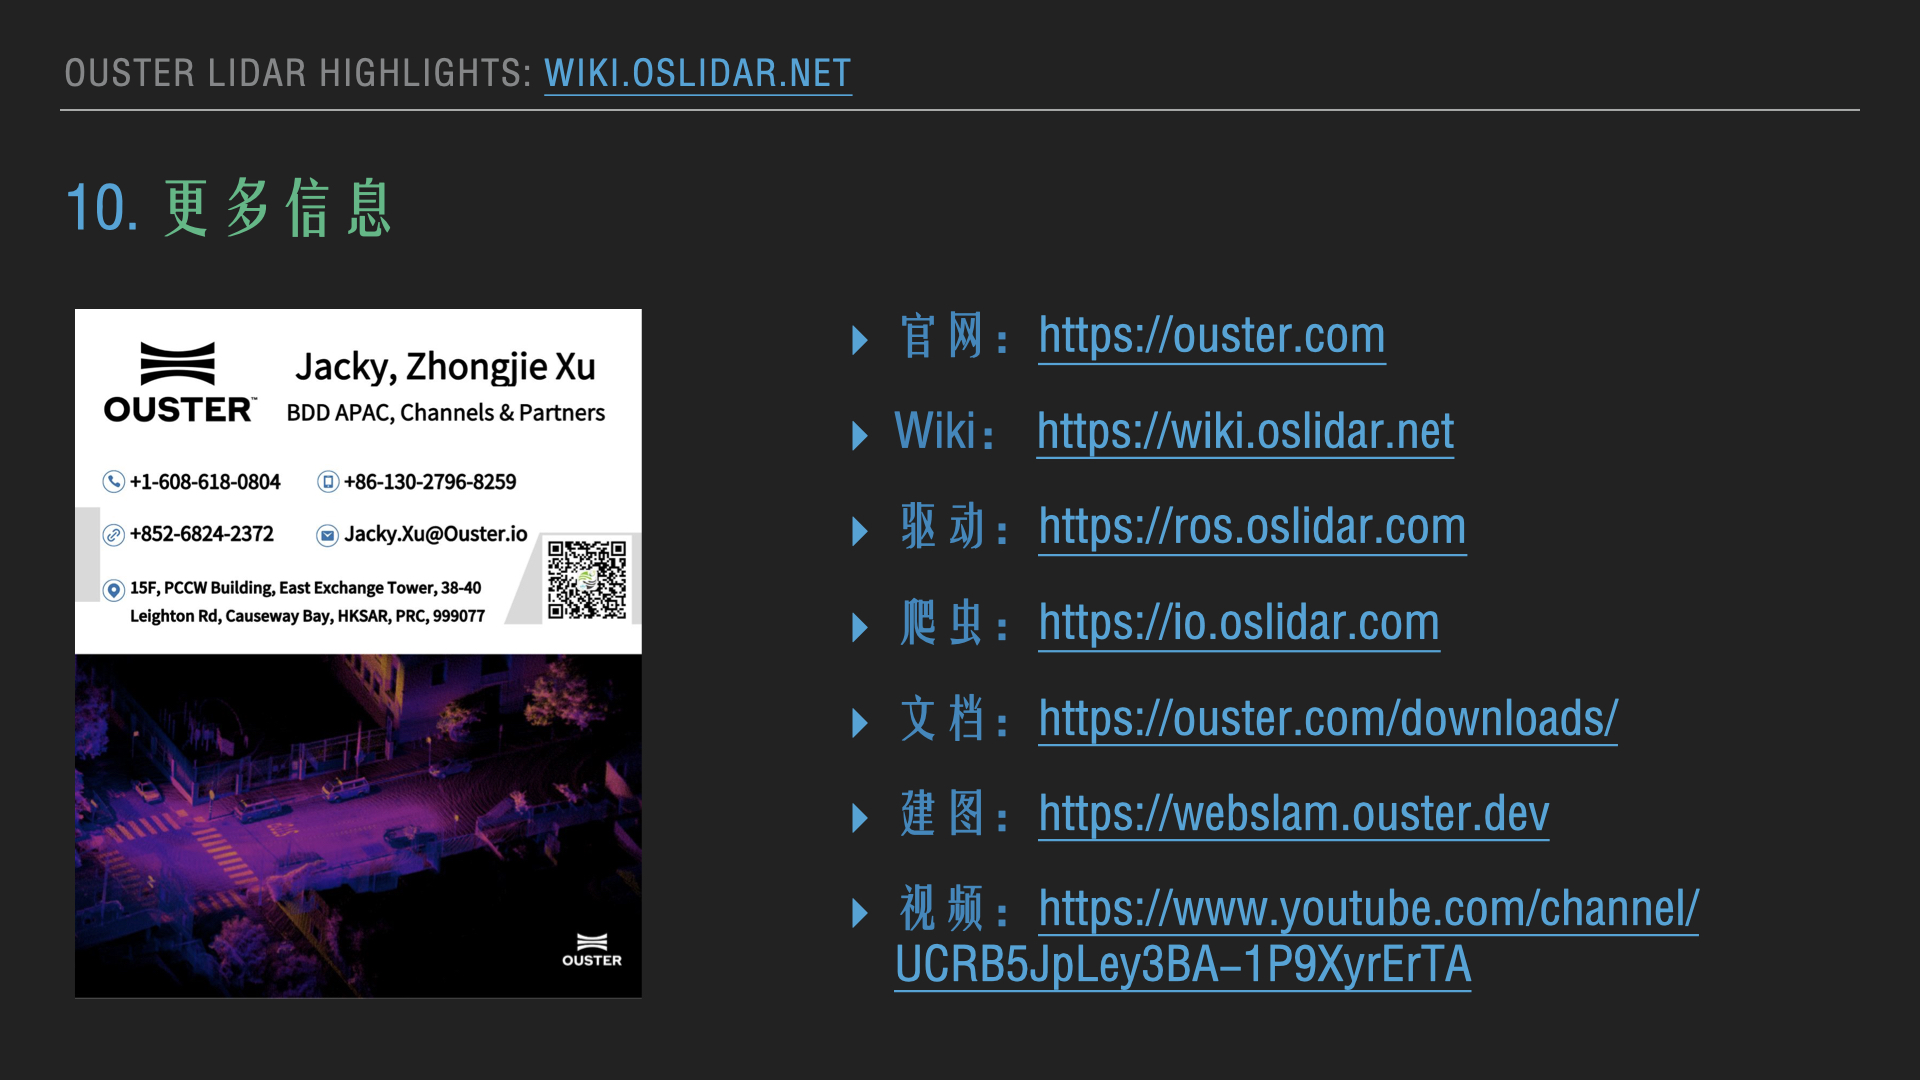 OUSTER LIDAR HIGHLIGHTS: WIKI.OSLIDAR.NET
10. 更多信息
OUSTER™
Jacky, Zhongjie Xu
BDD APAC, Channels & Partners
+1-608-618-0804
+86-130-2796-8259
+852-6824-2372
Jacky.Xu@Ouster.io
15F, PCCW Building, East Exchange Tower, 38-40
Leighton Rd, Causeway Bay, HKSAR, PRC, 999077
OUSTER
官网：https://ouster.com
Wiki： https://wiki.oslidar.net
驱动：https://ros.oslidar.com
爬虫：https://io.oslidar.com
文档：https://ouster.com/downloads/
建图：https://webslam.ouster.dev
视频：https://www.youtube.com/channel/
UCRB5JpLey3BA–1P9XyrErTA